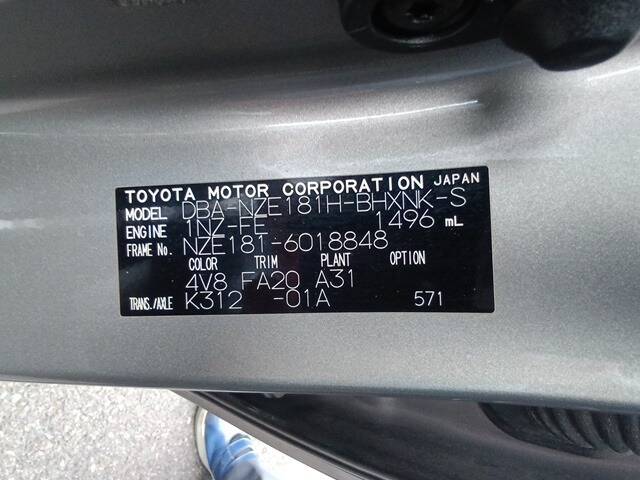 TOYOTA MOTOR CORPORATION JAPAN
MODEL DBA-NZE181H-BHXNK-S
ENGINE 1NZ-FE 1496 mL
FRAME No. NZE181-6018848
COLOR TRIM PLANT OPTION
4V8 FA20 A31
TRANS./AXLE K312 -01A 571